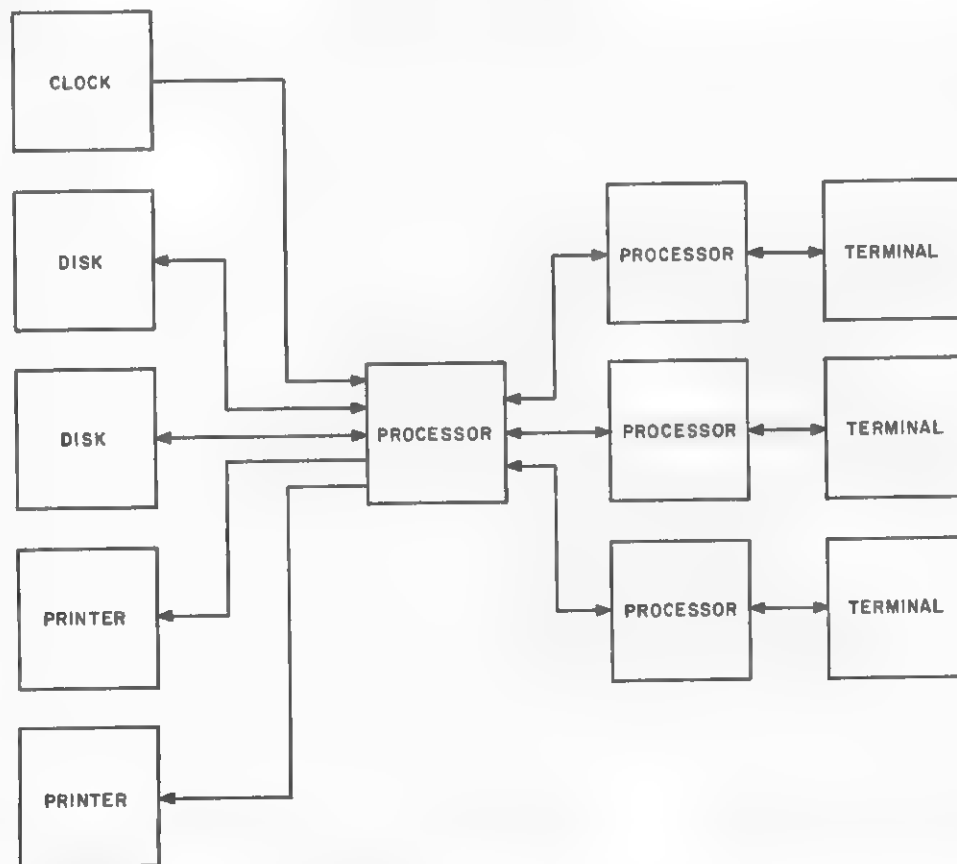 CLOCK
DISK
DISK
PRINTER
PRINTER
PROCESSOR
PROCESSOR
TERMINAL
PROCESSOR
TERMINAL
PROCESSOR
TERMINAL